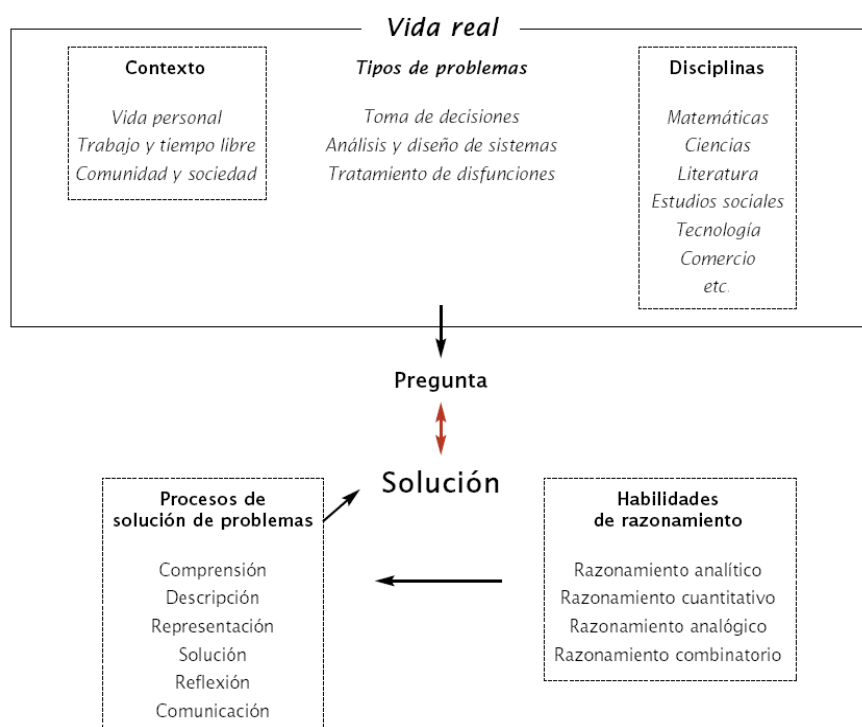 Vida real
Contexto
Vida personal
Trabajo y tiempo libre
Comunidad y sociedad
Tipos de problemas
Toma de decisiones
Análisis y diseño de sistemas
Tratamiento de disfunciones
Disciplinas
Matemáticas
Ciencias
Literatura
Estudios sociales
Tecnología
Comercio
etc.
Pregunta
Solución
Procesos de
solución de problemas
Comprensión
Descripción
Representación
Solución
Reflexión
Comunicación
Habilidades
de razonamiento
Razonamiento analítico
Razonamiento cuantitativo
Razonamiento analógico
Razonamiento combinatorio